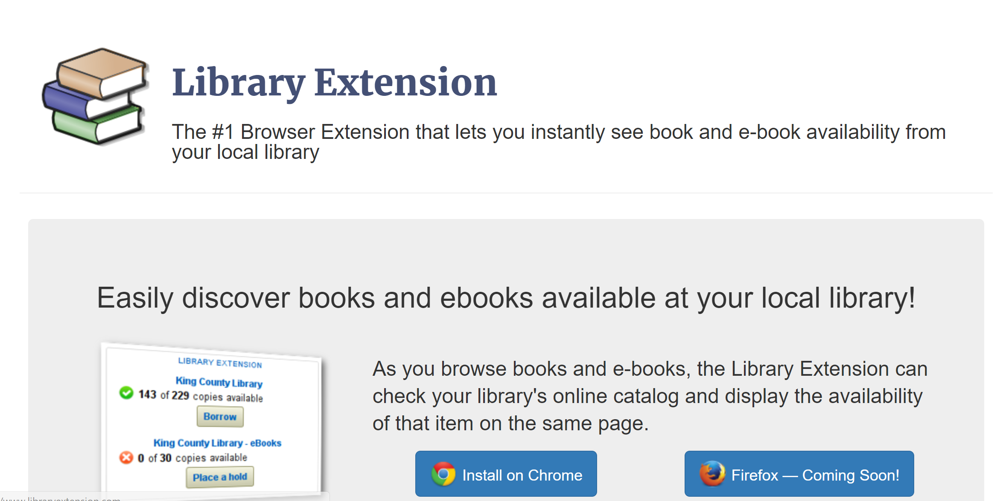 Library Extension
The #1 Browser Extension that lets you instantly see book and e-book availability from
your local library
Easily discover books and ebooks available at your local library!
LIBRARY EXTENSION
King County Library
143 of 229 copies available
Borrow
King County Library - eBooks
0 of 30 copies available
Place a hold
As you browse books and e-books, the Library Extension can
check your library's online catalog and display the availability
of that item on the same page.
Install on Chrome
Firefox — Coming Soon!
/www.libraryextension.com